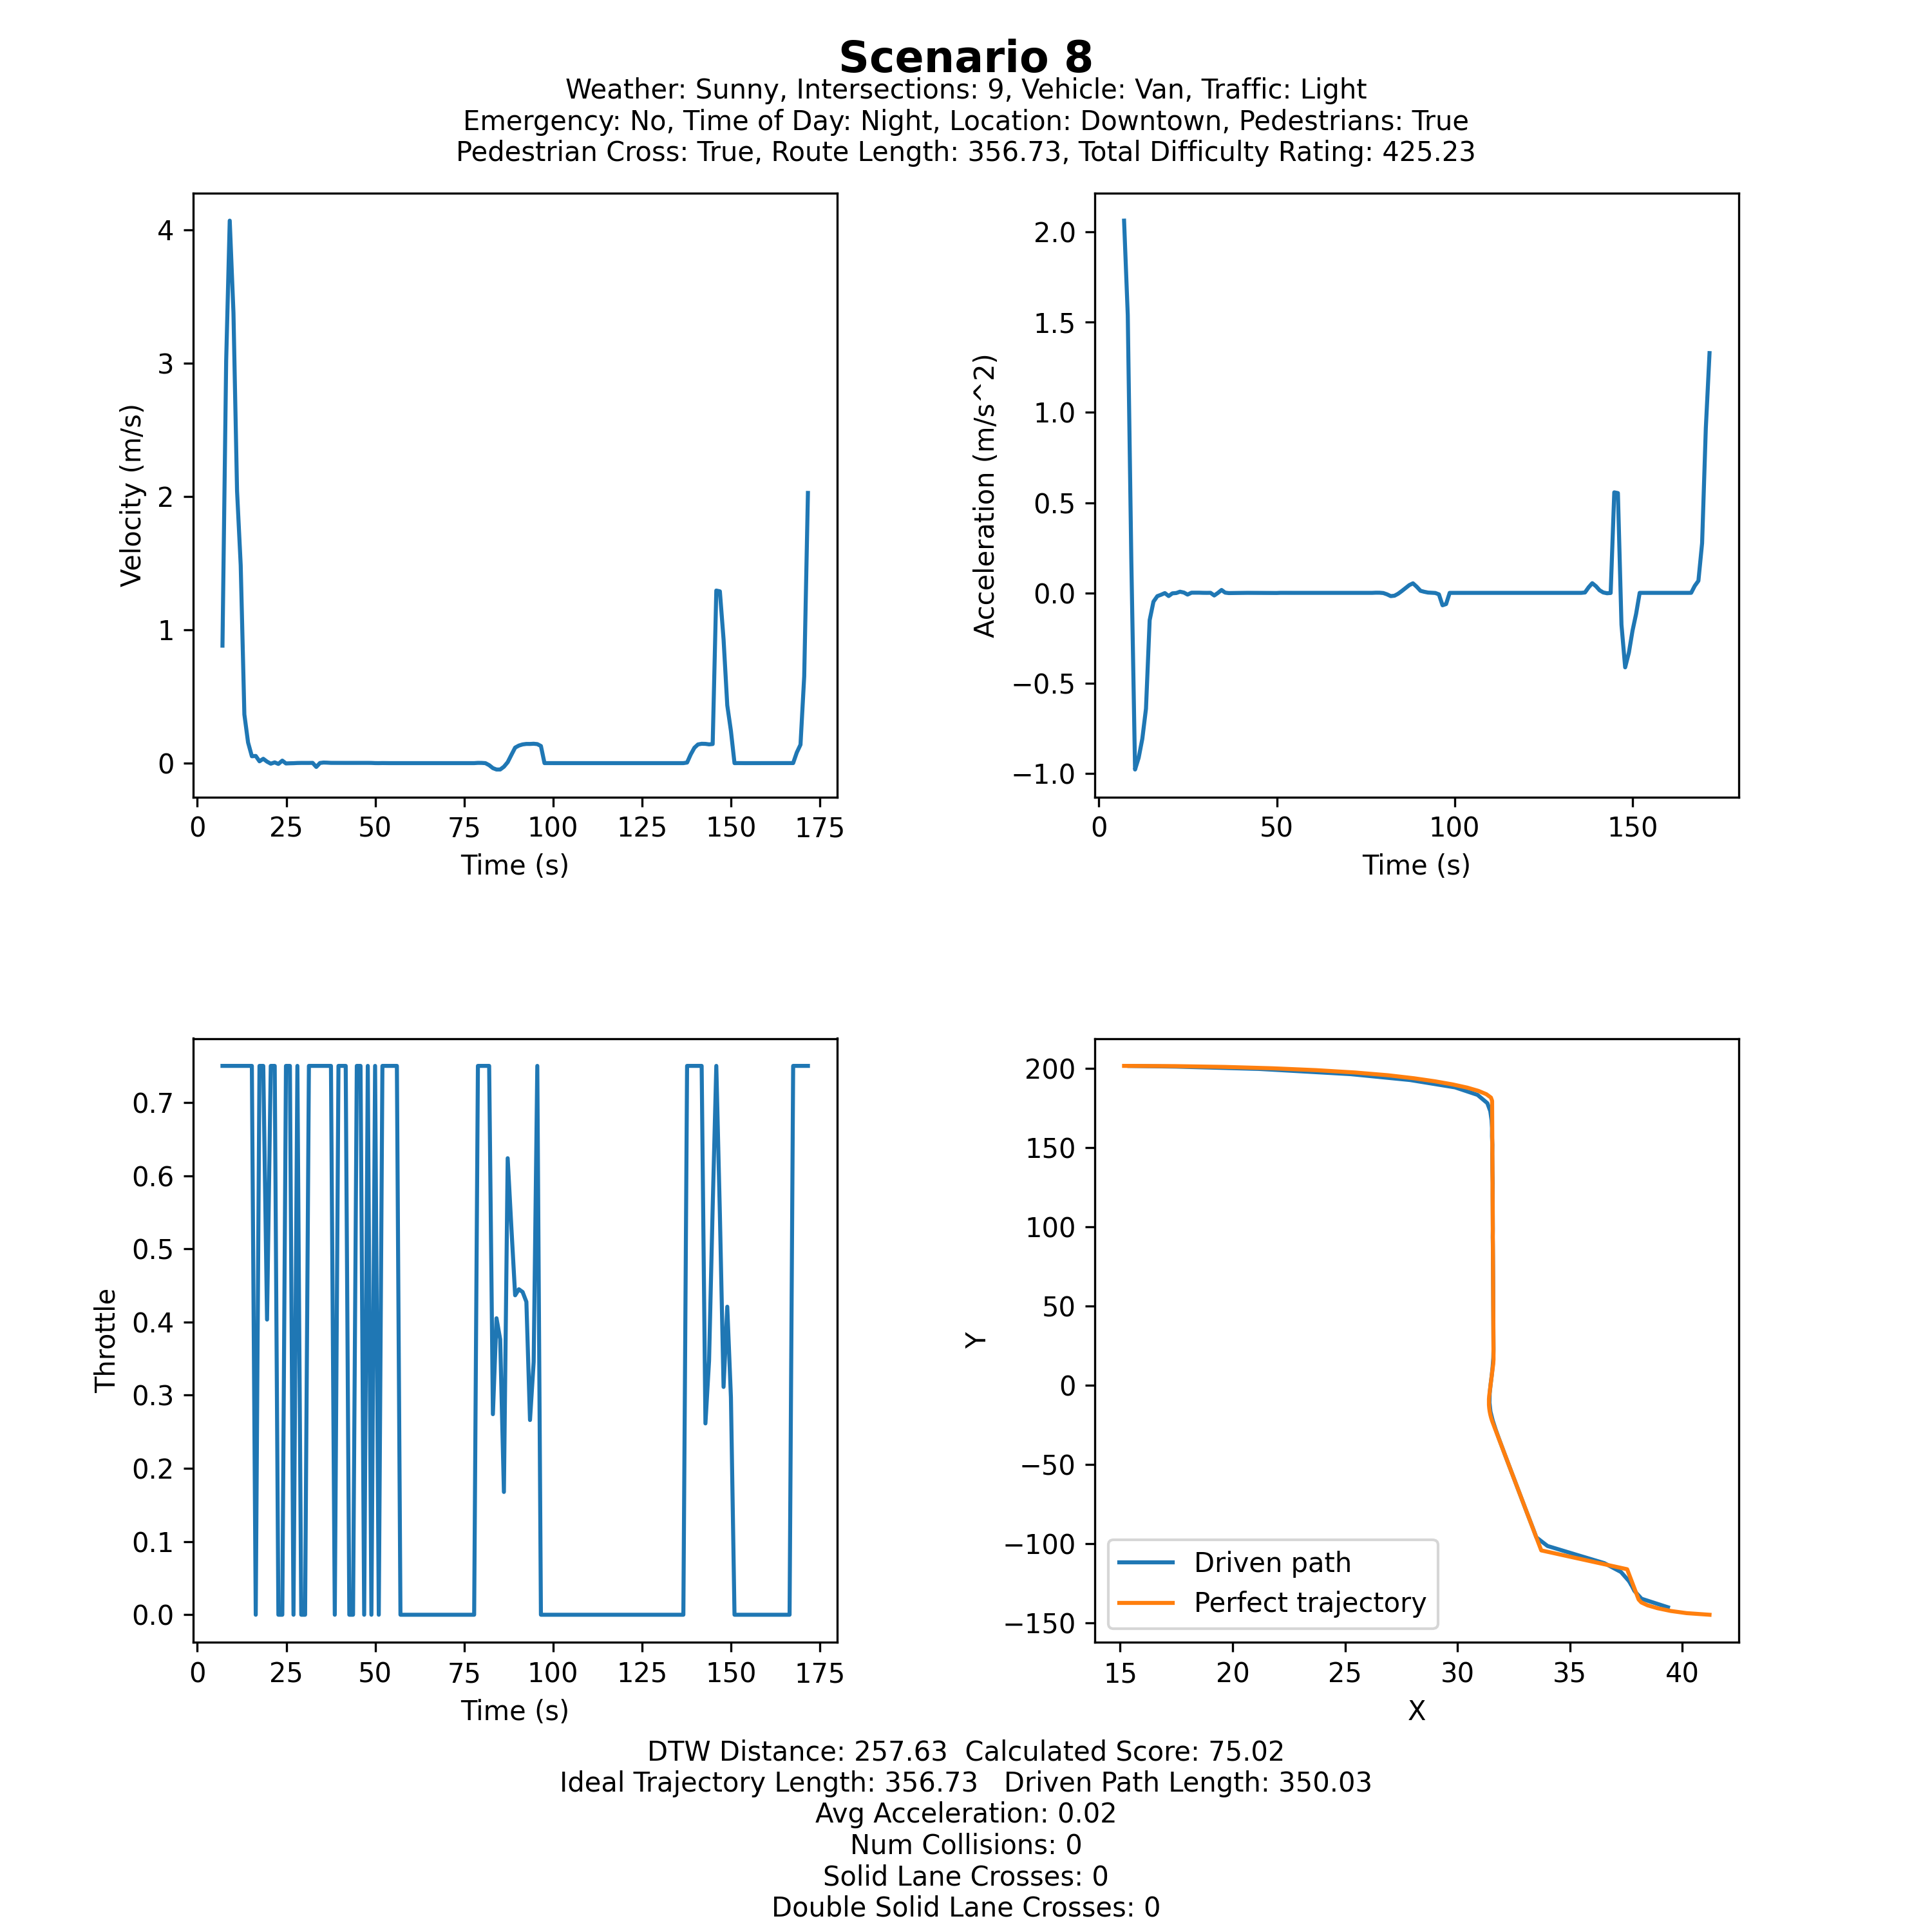 Scenario 8
Weather: Sunny, Intersections: 9, Vehicle: Van, Traffic: Light
Emergency: No, Time of Day: Night, Location: Downtown, Pedestrians: True
Pedestrian Cross: True, Route Length: 356.73, Total Difficulty Rating: 425.23
Velocity (m/s)
4
3
2
1
0
0 25 50 75 100 125 150 175
Time (s)
Acceleration (m/s^2)
2.0
1.5
1.0
0.5
0.0
−0.5
−1.0
0 50 100 150
Time (s)
Throttle
0.7
0.6
0.5
0.4
0.3
0.2
0.1
0.0
0 25 50 75 100 125 150 175
Time (s)
Y
200
150
100
50
0
−50
−100
−150
Driven path
Perfect trajectory
15 20 25 30 35 40
X
DTW Distance: 257.63 Calculated Score: 75.02
Ideal Trajectory Length: 356.73 Driven Path Length: 350.03
Avg Acceleration: 0.02
Num Collisions: 0
Solid Lane Crosses: 0
Double Solid Lane Crosses: 0